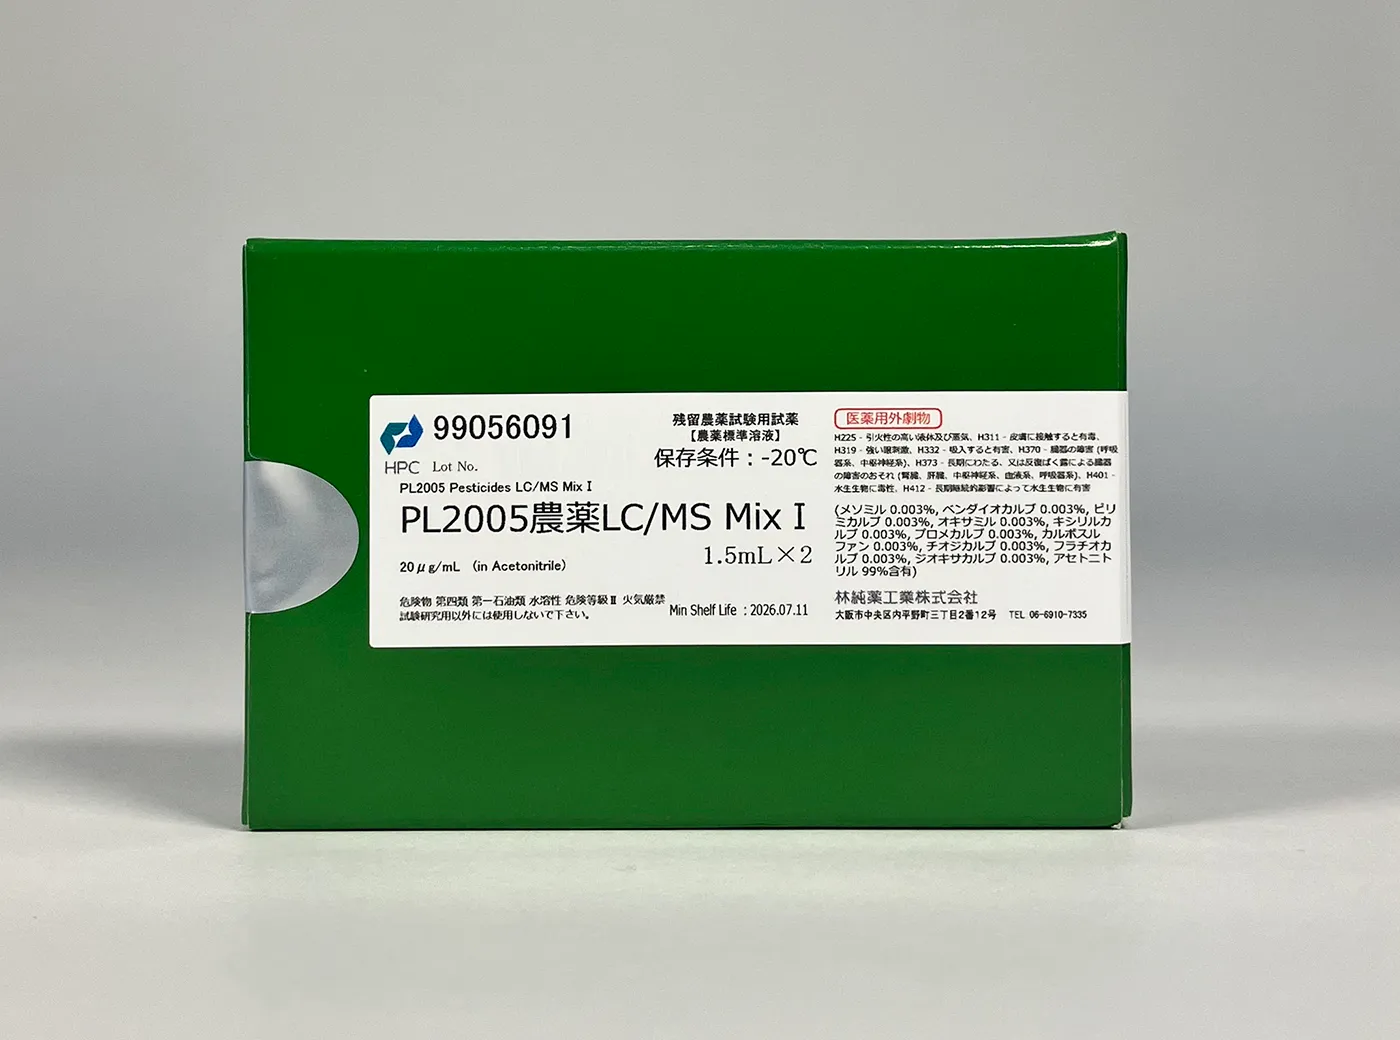 99056091
HPC Lot No.
残留農薬試験用試薬
【農薬標準溶液】
保存条件：-20℃
PL2005 Pesticides LC/MS Mix I
PL2005農薬LC/MS Mix I
1.5mL×2
20μg/mL (in Acetonitrile)
危険物 第四類 第一石油類 水溶性 危険等級Ⅱ 火気厳禁
試験研究用以外には使用しないで下さい。
Min Shelf Life ：2026.07.11
医薬用外劇物
H225 - 引火性の高い液体及び蒸気、H311 - 皮膚に接触すると有毒、
H319 - 強い眼刺激、H332 - 吸入すると有害、H370 - 臓器の障害 (呼吸
器系、中枢神経系)、H373 - 長期にわたる、又は反復ばく露による臓器
の障害のおそれ (腎臓、肝臓、中枢神経系、血液系、呼吸器系)、H401 -
水生生物に毒性、H412 - 長期継続的影響によって水生生物に有害
(メソミル 0.003%, ベンダイオカルブ 0.003%, ピリ
ミカルブ 0.003%, オキサミル 0.003%, キシリルカ
ルブ 0.003%, プロメカルブ 0.003%, カルボスル
ファン 0.003%, チオジカルブ 0.003%, フラチオカ
ルブ 0.003%, ジオキサカルブ 0.003%, アセトニト
リル 99%含有)
林純薬工業株式会社
大阪市中央区内平野町三丁目2番12号 TEL 06-6910-7335